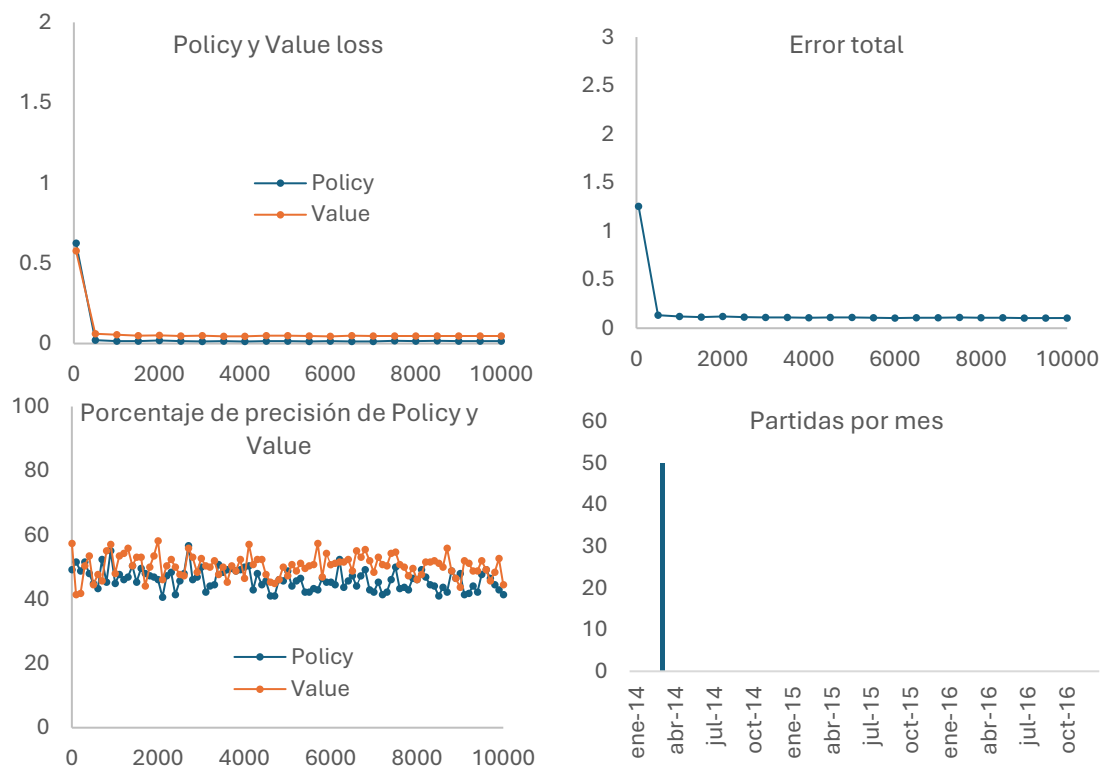 Policy y Value loss
2
1.5
1
0.5
0
Policy
Value
0 2000 4000 6000 8000 10000
Error total
3
2.5
2
1.5
1
0.5
0
0 2000 4000 6000 8000 10000
Porcentaje de precisión de Policy y
Value
100
80
60
40
20
0
Policy
Value
0 2000 4000 6000 8000 10000
Partidas por mes
60
50
40
30
20
10
0
ene-14
abr-14
jul-14
oct-14
ene-15
abr-15
jul-15
oct-15
ene-16
abr-16
jul-16
oct-16